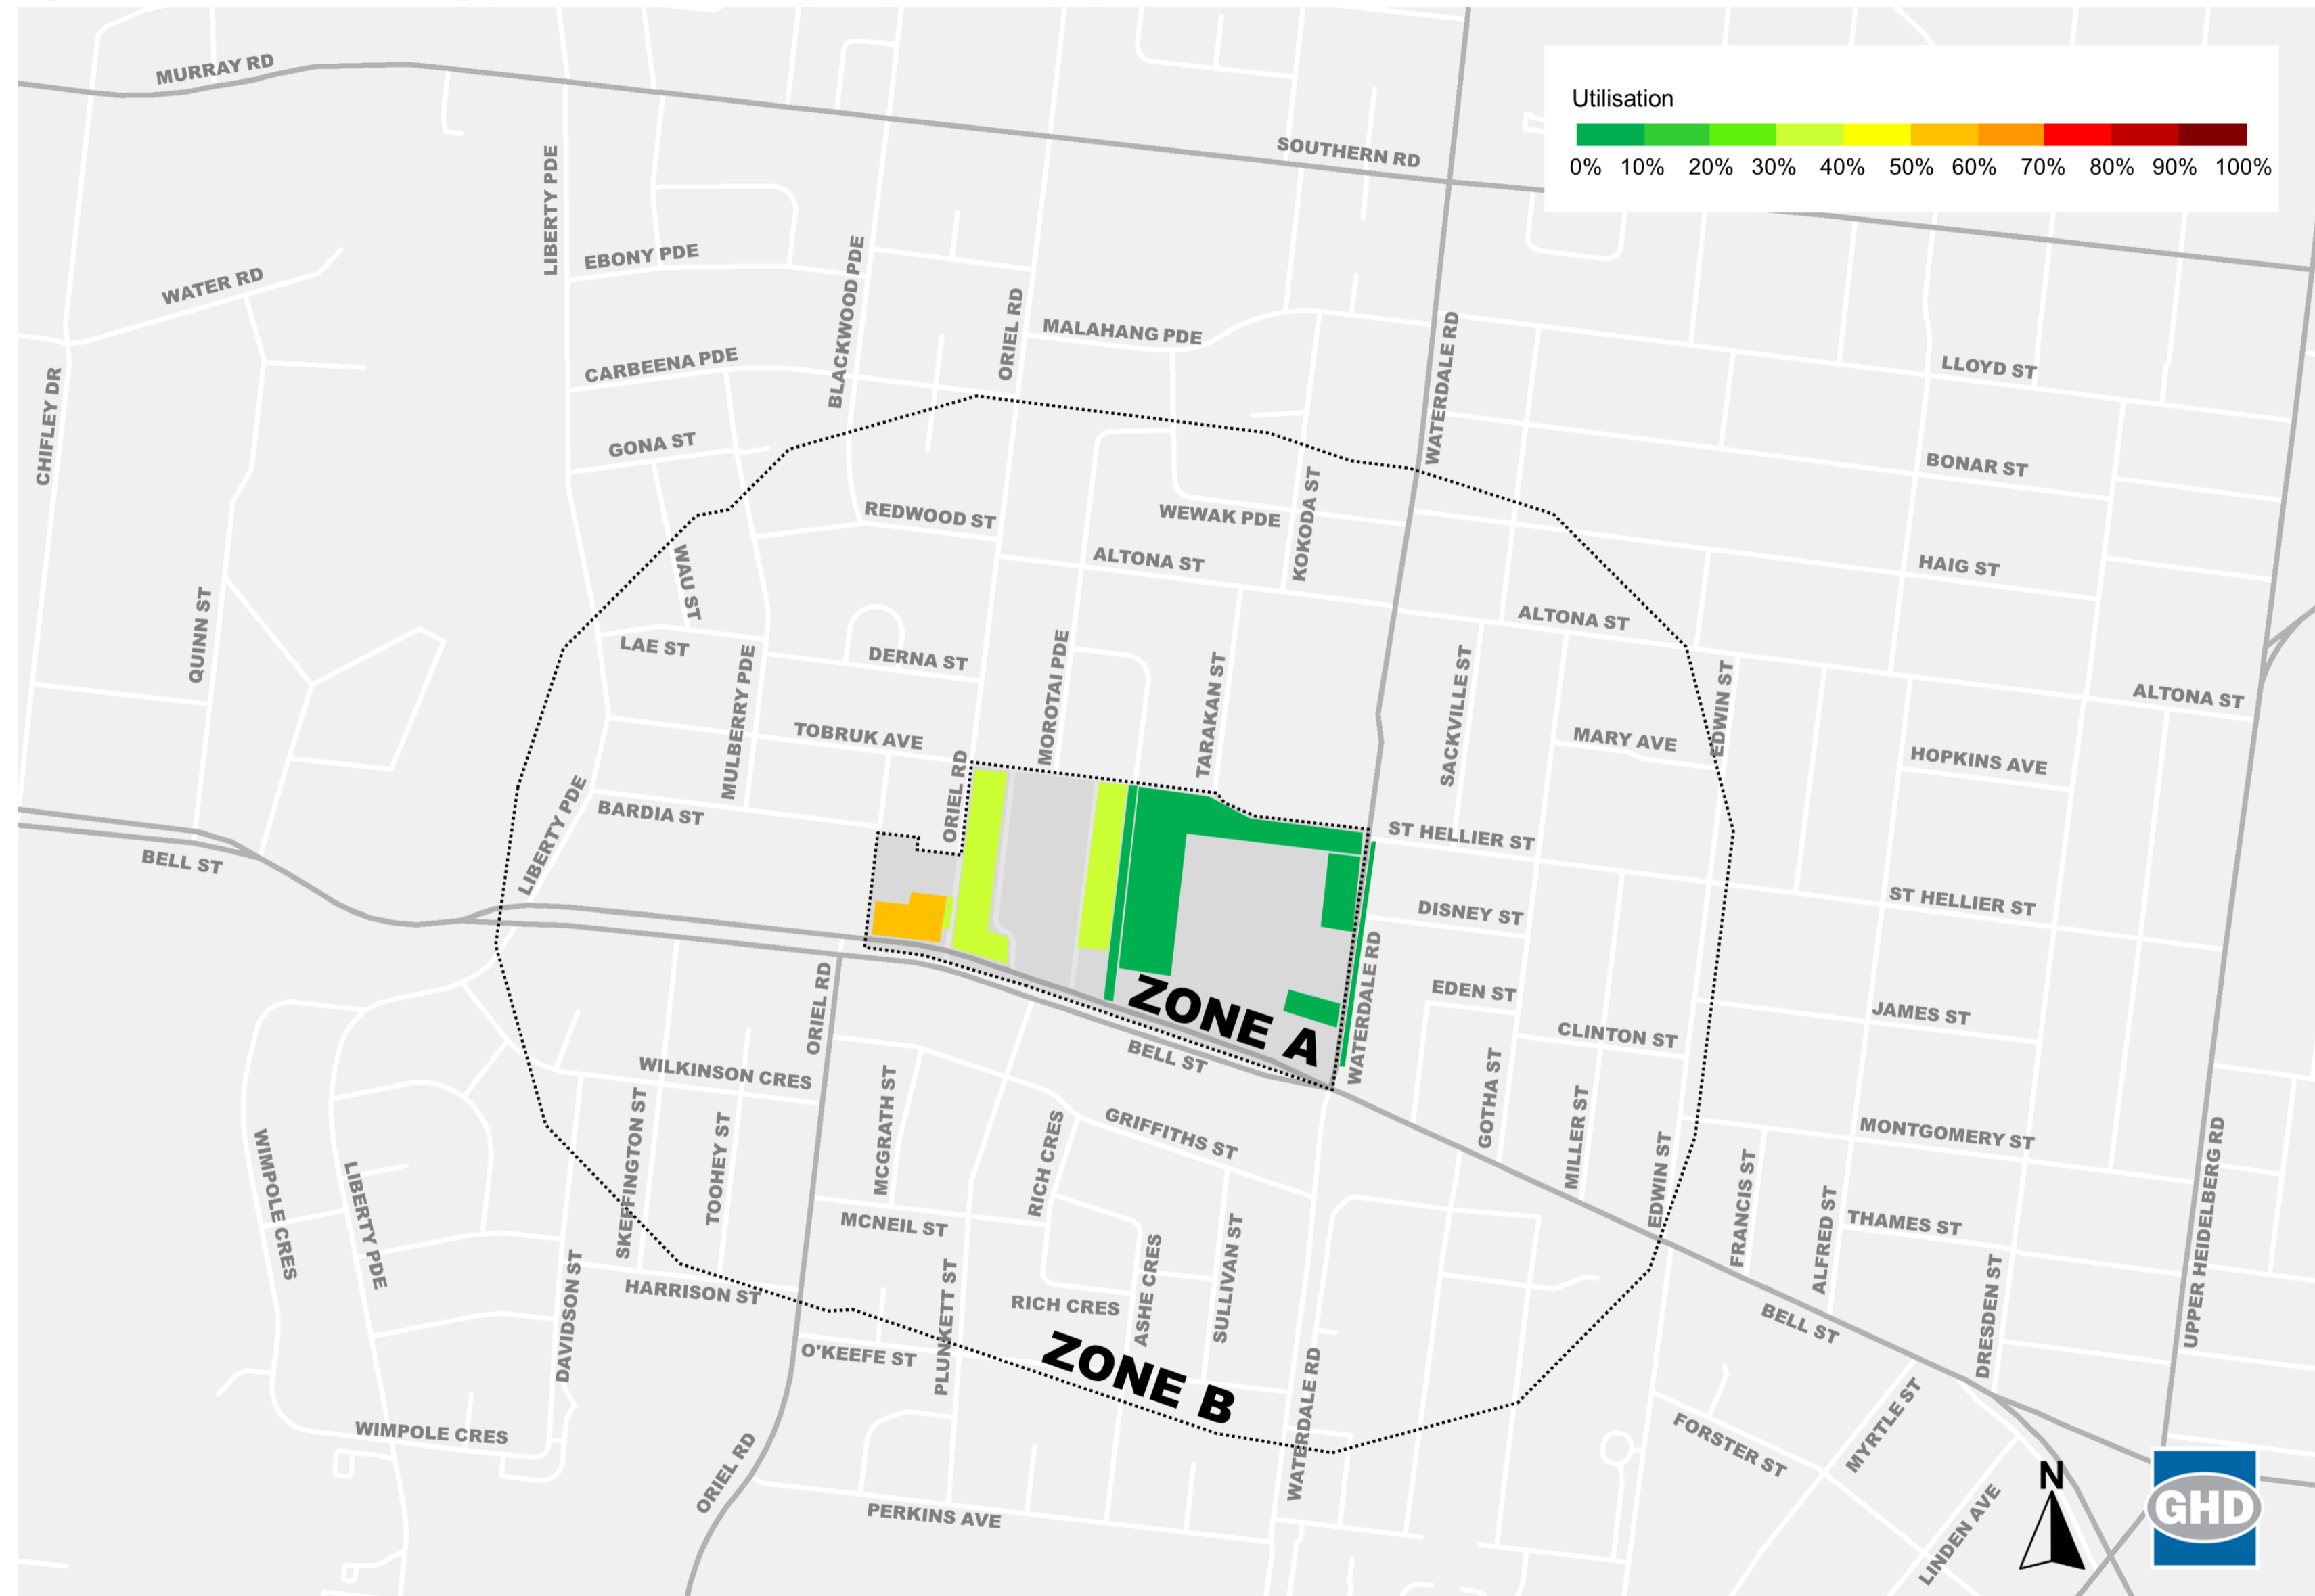 MURRAY RD
SOUTHERN RD
Utilisation
0% 10% 20% 30% 40% 50% 60% 70% 80% 90% 100%
LIBERTY PDE
EBONY PDE
BLACKWOOD PDE
WATER RD
ORIEL RD
MALAHANG PDE
WATERDALE RD
CARBEENA PDE
LLOYD ST
CHIFLEY DR
GONA ST
BONAR ST
REDWOOD ST
WEWAK PDE
KOKODA ST
ALTONA ST
HAIG ST
WAU ST
QUINN ST
ALTONA ST
LAE ST
DERNA ST
MULBERRY PDE
MOROTAI PDE
TARAKAN ST
SACKVILLE ST
EDWIN ST
ALTONA ST
TOBRUK AVE
MARY AVE
HOPKINS AVE
ORIEL RD
BARDIA ST
LIBERTY PDE
ST HELLIER ST
BELL ST
ST HELLIER ST
DISNEY ST
WATERDALE RD
EDEN ST
ORIEL RD
ZONE A
JAMES ST
CLINTON ST
BELL ST
WILKINSON CRES
GOTHA ST
MCGRATH ST
SKEFFINGTON ST
TOOHEY ST
RICH CRES
GRIFFITHS ST
MILLER ST
EDWIN ST
MONTGOMERY ST
WIMPOLE CRES
LIBERTY PDE
FRANCIS ST
ALFRED ST
UPPER HEIDELBERG RD
MCNEIL ST
THAMES ST
ASHE CRES
SULLIVAN ST
DAVIDSON ST
HARRISON ST
PLUNKETT ST
RICH CRES
DRESDEN ST
BELL ST
O'KEEFE ST
ZONE B
WATERDALE RD
WIMPOLE CRES
FORSTER ST
MYRTLE ST
ORIEL RD
N
LINDEN AVE
GHD
PERKINS AVE